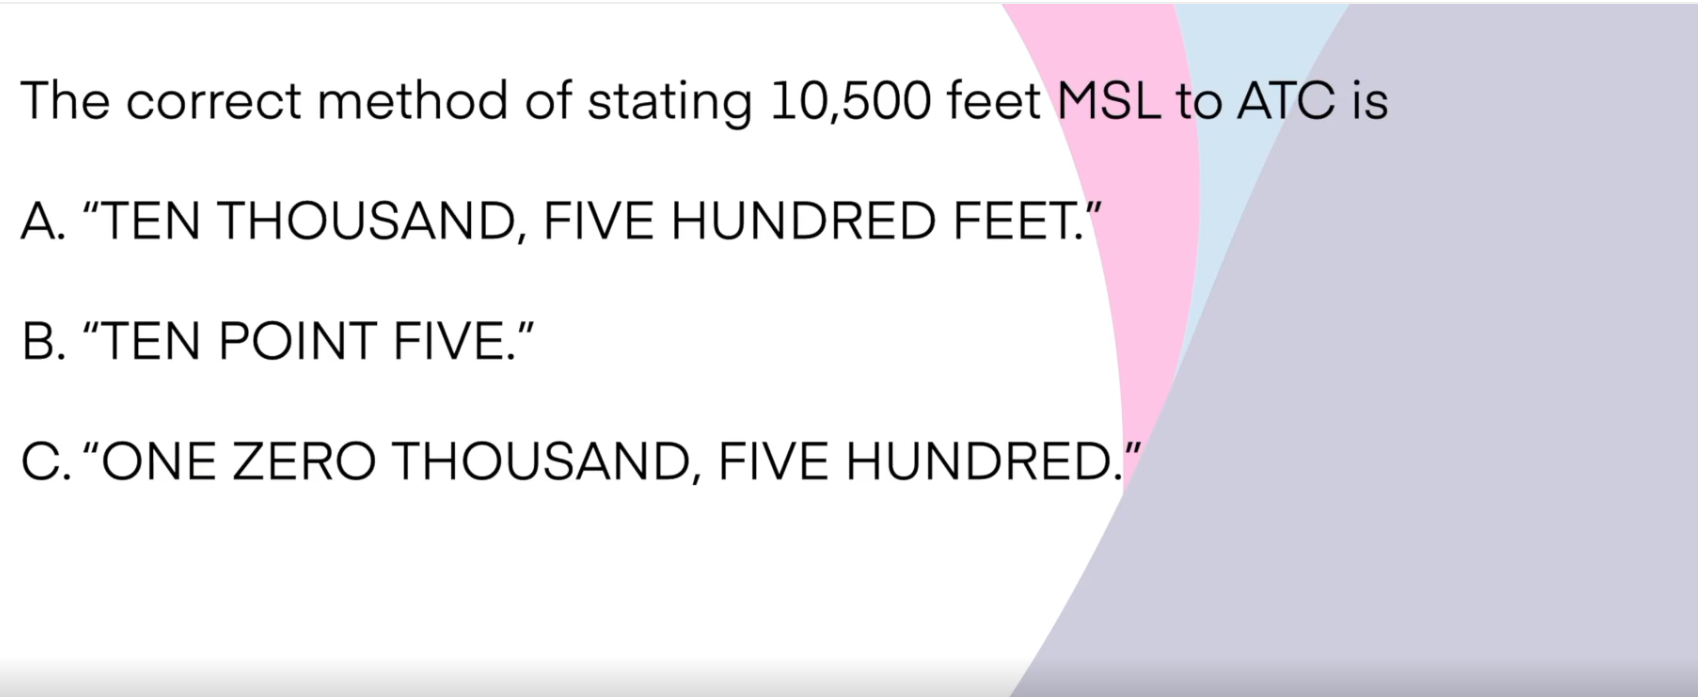 The correct method of stating 10,500 feet MSL to ATC is
A. “TEN THOUSAND, FIVE HUNDRED FEET.”
B. “TEN POINT FIVE.”
C. “ONE ZERO THOUSAND, FIVE HUNDRED.”